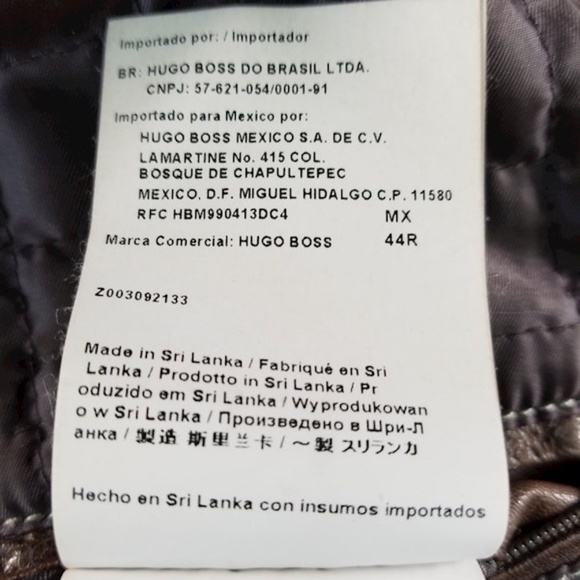 Importado por: / Importador
BR: HUGO BOSS DO BRASIL LTDA.
CNPJ: 57-621-054/0001-91
Importado para Mexico por:
HUGO BOSS MEXICO S.A. DE C.V.
LAMARTINE No. 415 COL.
BOSQUE DE CHAPULTEPEC
MEXICO, D.F. MIGUEL HIDALGO C.P. 11580
RFC HBM990413DC4 MX
Marca Comercial: HUGO BOSS 44R
Z003092133
Made in Sri Lanka / Fabriqué en Sri
Lanka / Prodotto in Sri Lanka / Pr
oduzido em Sri Lanka / Wyprodukowan
o w Sri Lanka / Произведено в Шри-Л
анка / 製造 斯里兰卡 / ～製 スリランカ
Hecho en Sri Lanka con insumos importados